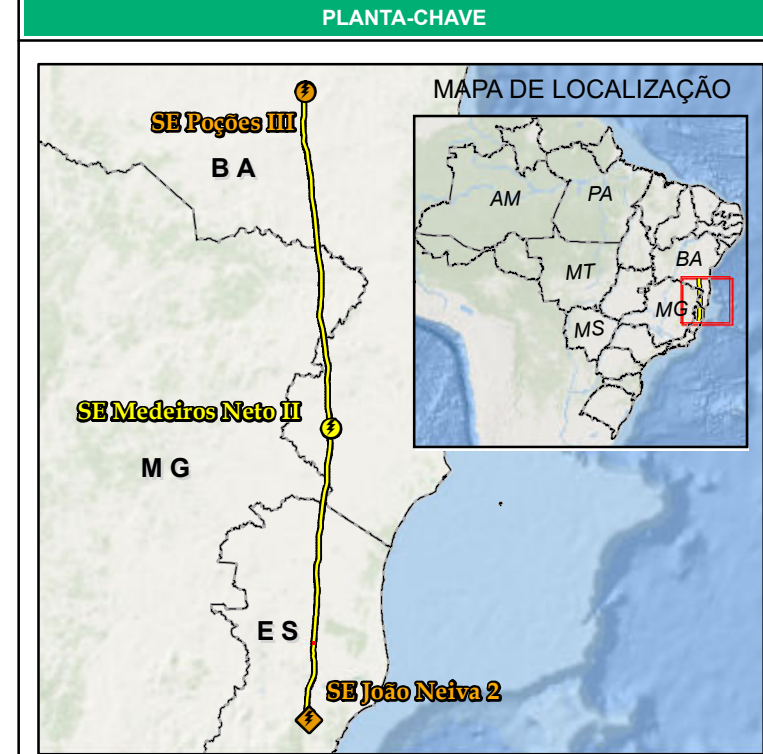 PLANTA-CHAVE
MAPA DE LOCALIZAÇÃO
SE Poções III
B A
AM
PA
BA
MT
MG
MS
SE Medeiros Neto II
M G
E S
SE João Neiva 2